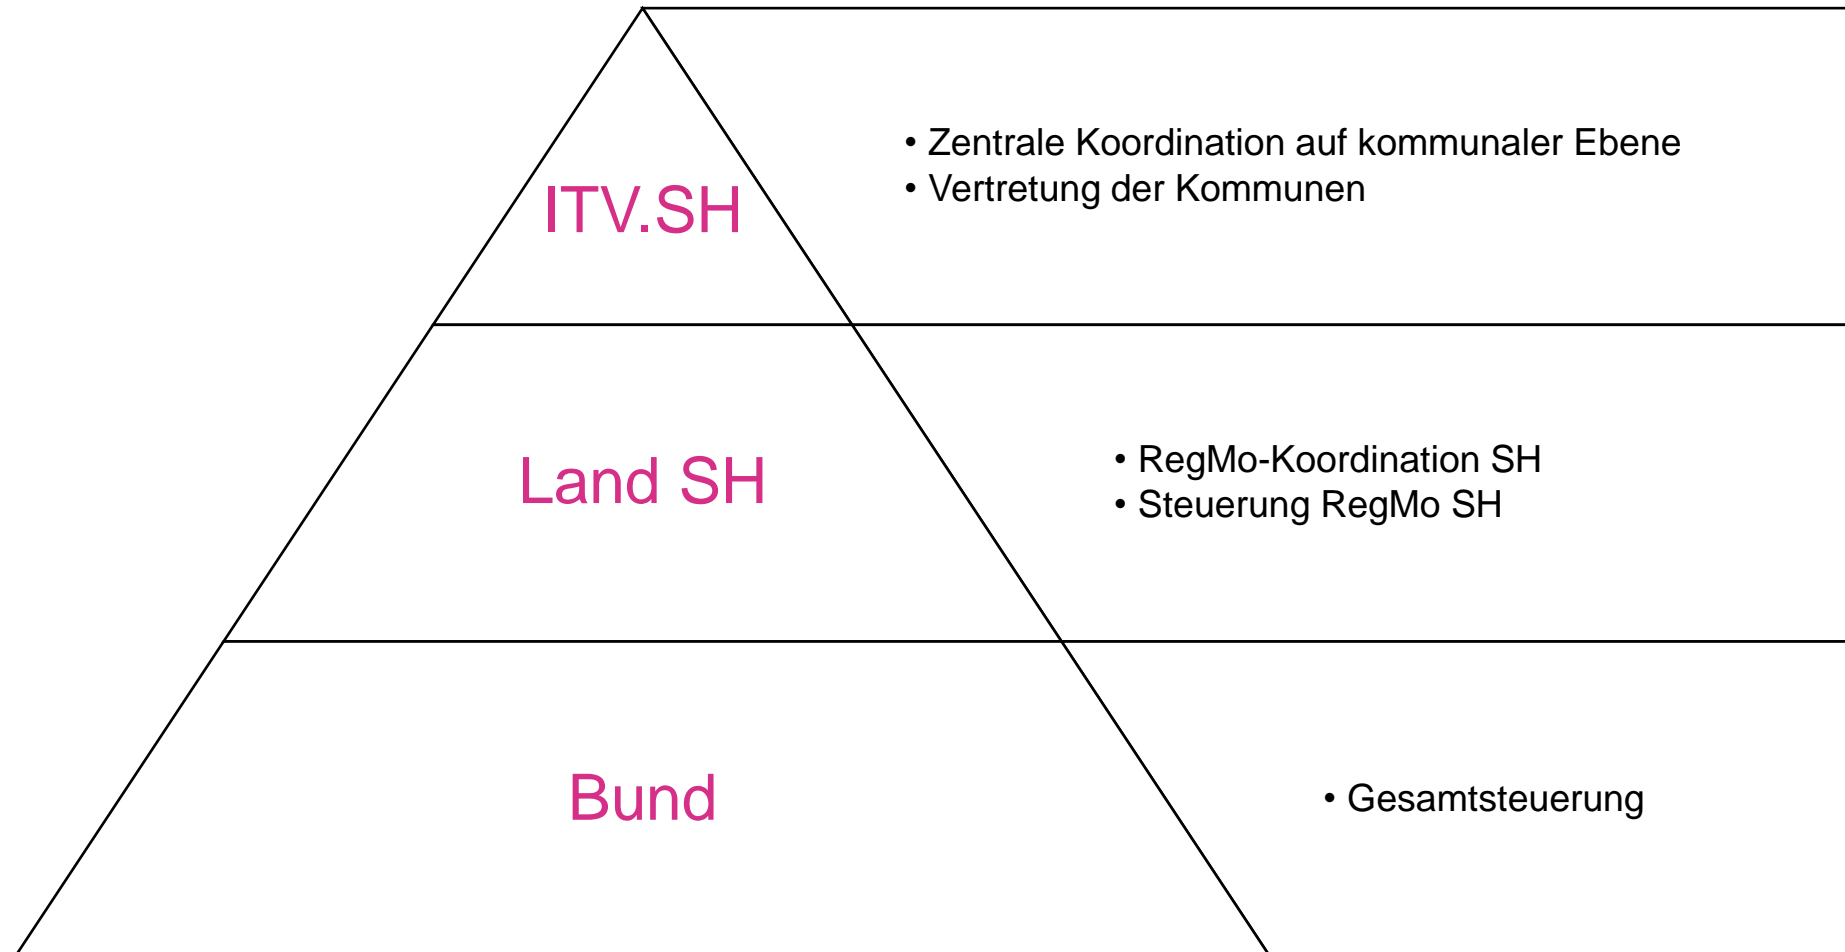 ITV.SH
• Zentrale Koordination auf kommunaler Ebene
• Vertretung der Kommunen
Land SH
• RegMo-Koordination SH
• Steuerung RegMo SH
Bund
• Gesamtsteuerung